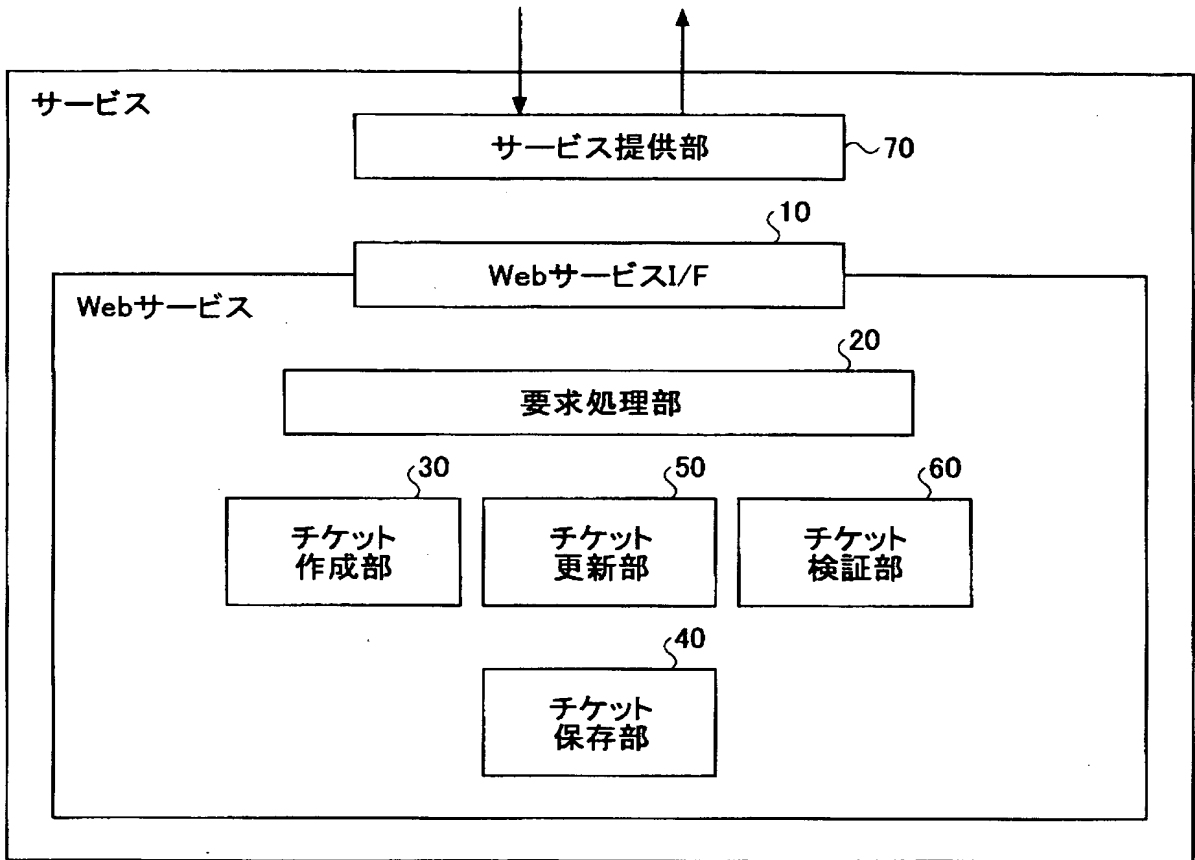 サービス
サービス提供部
70
10
WebサービスI/F
Webサービス
20
要求処理部
30
50
60
チケット
作成部
チケット
更新部
チケット
検証部
40
チケット
保存部